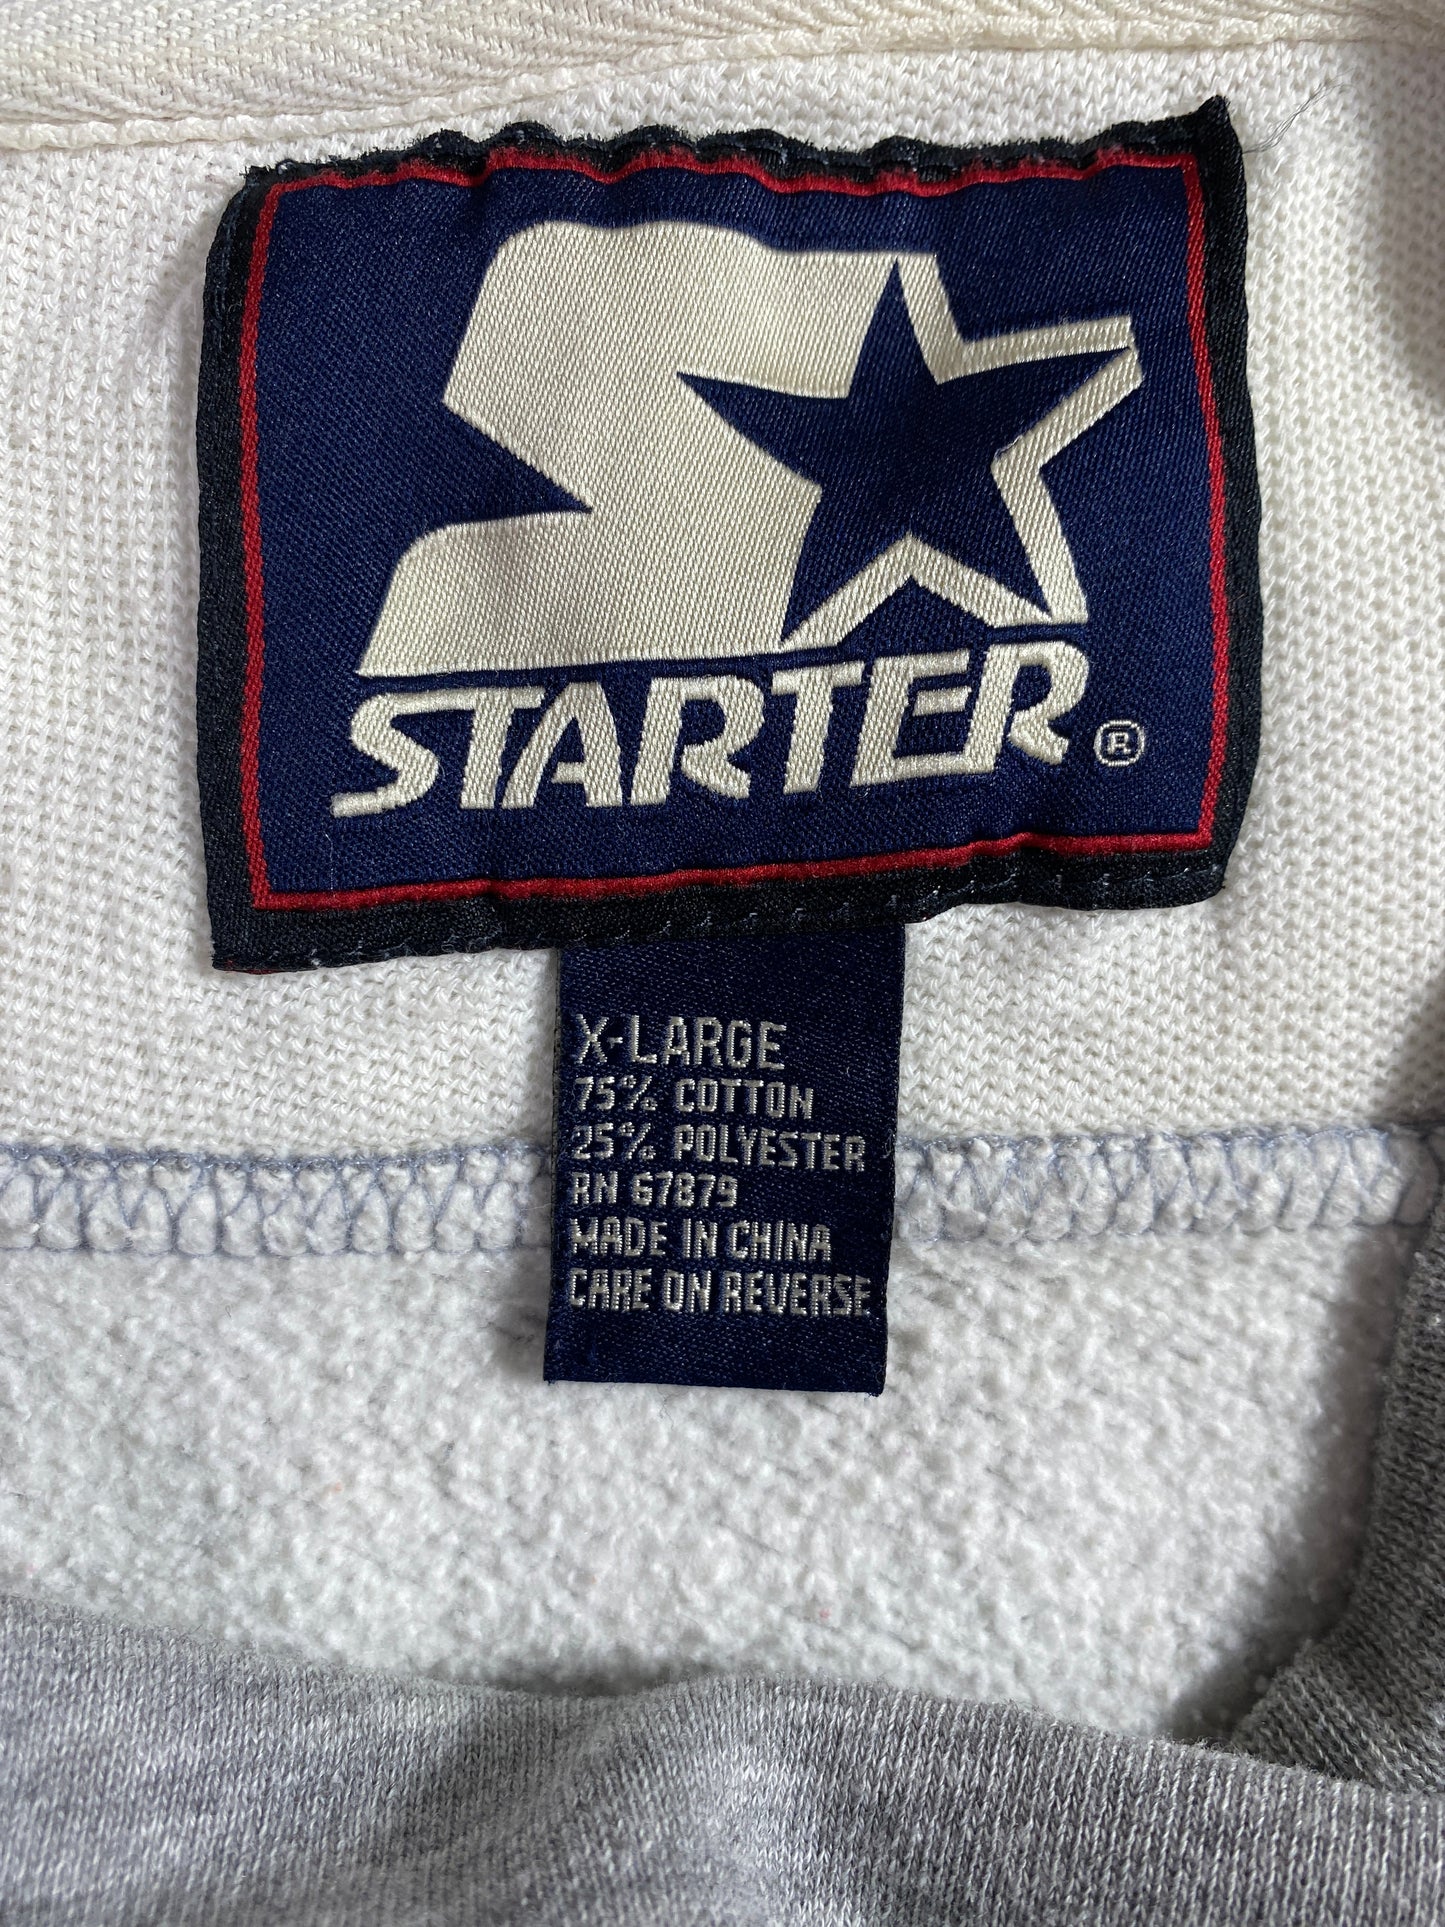 STARTER®
X-LARGE
75% COTTON
25% POLYESTER
RN 67879
MADE IN CHINA
CARE ON REVERSE